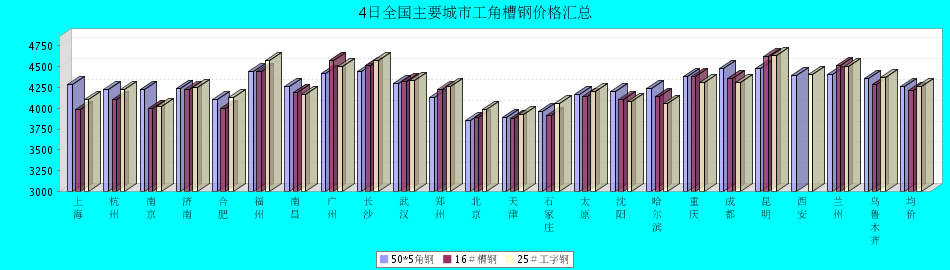 4日全国主要城市工角槽钢价格汇总
4750
4500
4250
4000
3750
3500
3250
3000
上海
杭州
南京
济南
合肥
福州
南昌
广州
长沙
武汉
郑州
北京
天津
石家庄
太原
沈阳
哈尔滨
重庆
成都
昆明
西安
兰州
乌鲁木齐
均价
50*5角钢 16#槽钢 25#工字钢